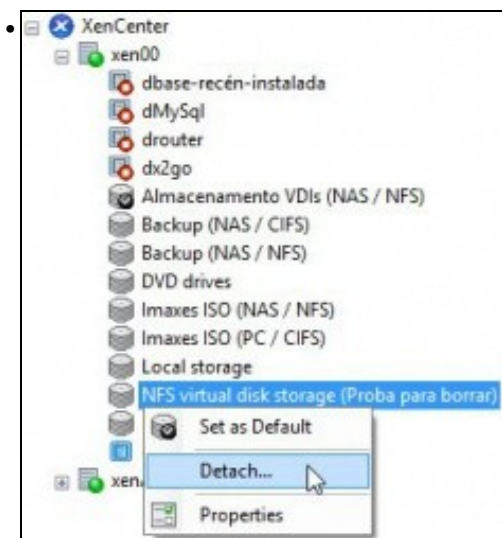 XenCenter
xen00
dbase-recén-instalada
dMySql
drouter
dx2go
Almacenamento VDIs (NAS / NFS)
Backup (NAS / CIFS)
Backup (NAS / NFS)
DVD drives
Imaxes ISO (NAS / NFS)
Imaxes ISO (PC / CIFS)
Local storage
NFS virtual disk storage (Proba para borrar)
Set as Default
Detach...
Properties